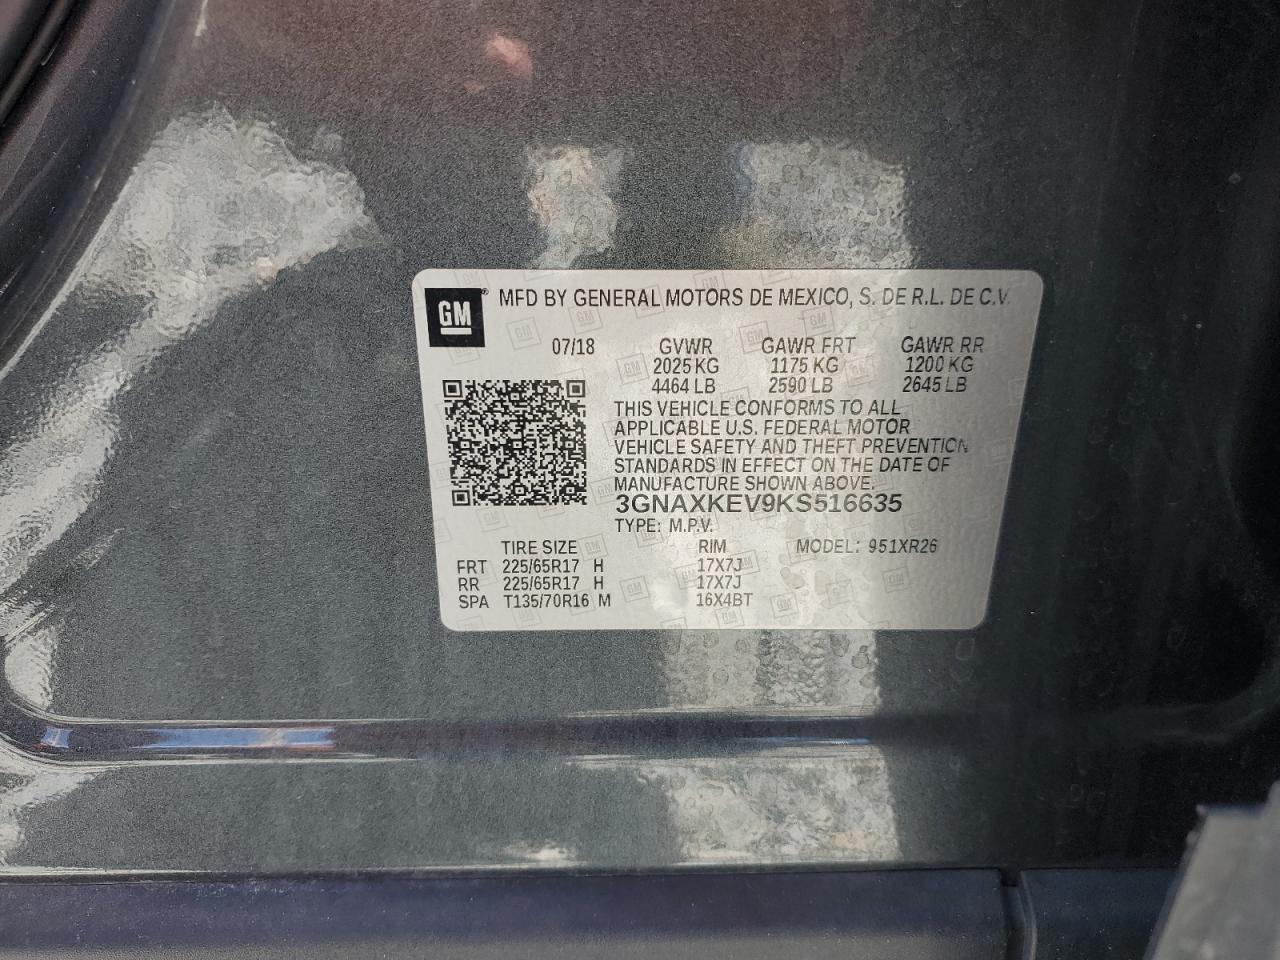 GM MFD BY GENERAL MOTORS DE MEXICO, S. DE R.L. DE C.V.
07/18 GVWR GAWR FRT GAWR RR
2025 KG 1175 KG 1200 KG
4464 LB 2590 LB 2645 LB
THIS VEHICLE CONFORMS TO ALL
APPLICABLE U.S. FEDERAL MOTOR
VEHICLE SAFETY AND THEFT PREVENTION
STANDARDS IN EFFECT ON THE DATE OF
MANUFACTURE SHOWN ABOVE.
3GNAXKEV9KS516635
TYPE: M.P.V.
TIRE SIZE RIM MODEL: 951XR26
FRT 225/65R17 H 17X7J
RR 225/65R17 H 17X7J
SPA T135/70R16 M 16X4BT